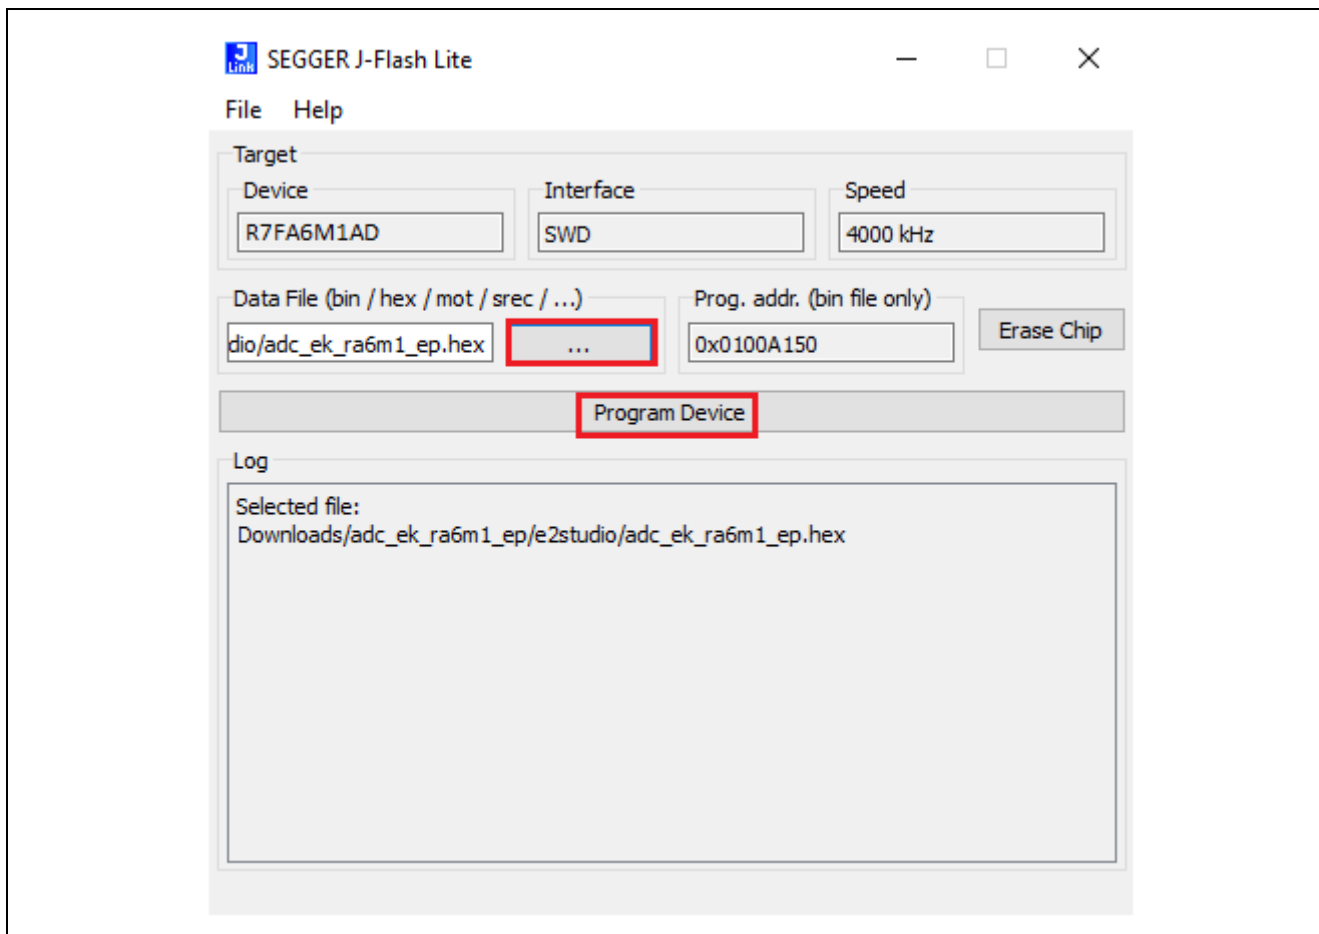 J
Link
SEGGER J-Flash Lite
File Help
Target
Device Interface Speed
R7FA6M1AD SWD 4000 kHz
Data File (bin / hex / mot / srec / ...) Prog. addr. (bin file only)
dio/adc_ek_ra6m1_ep.hex ... 0x0100A150 Erase Chip
Program Device
Log
Selected file:
Downloads/adc_ek_ra6m1_ep/e2studio/adc_ek_ra6m1_ep.hex